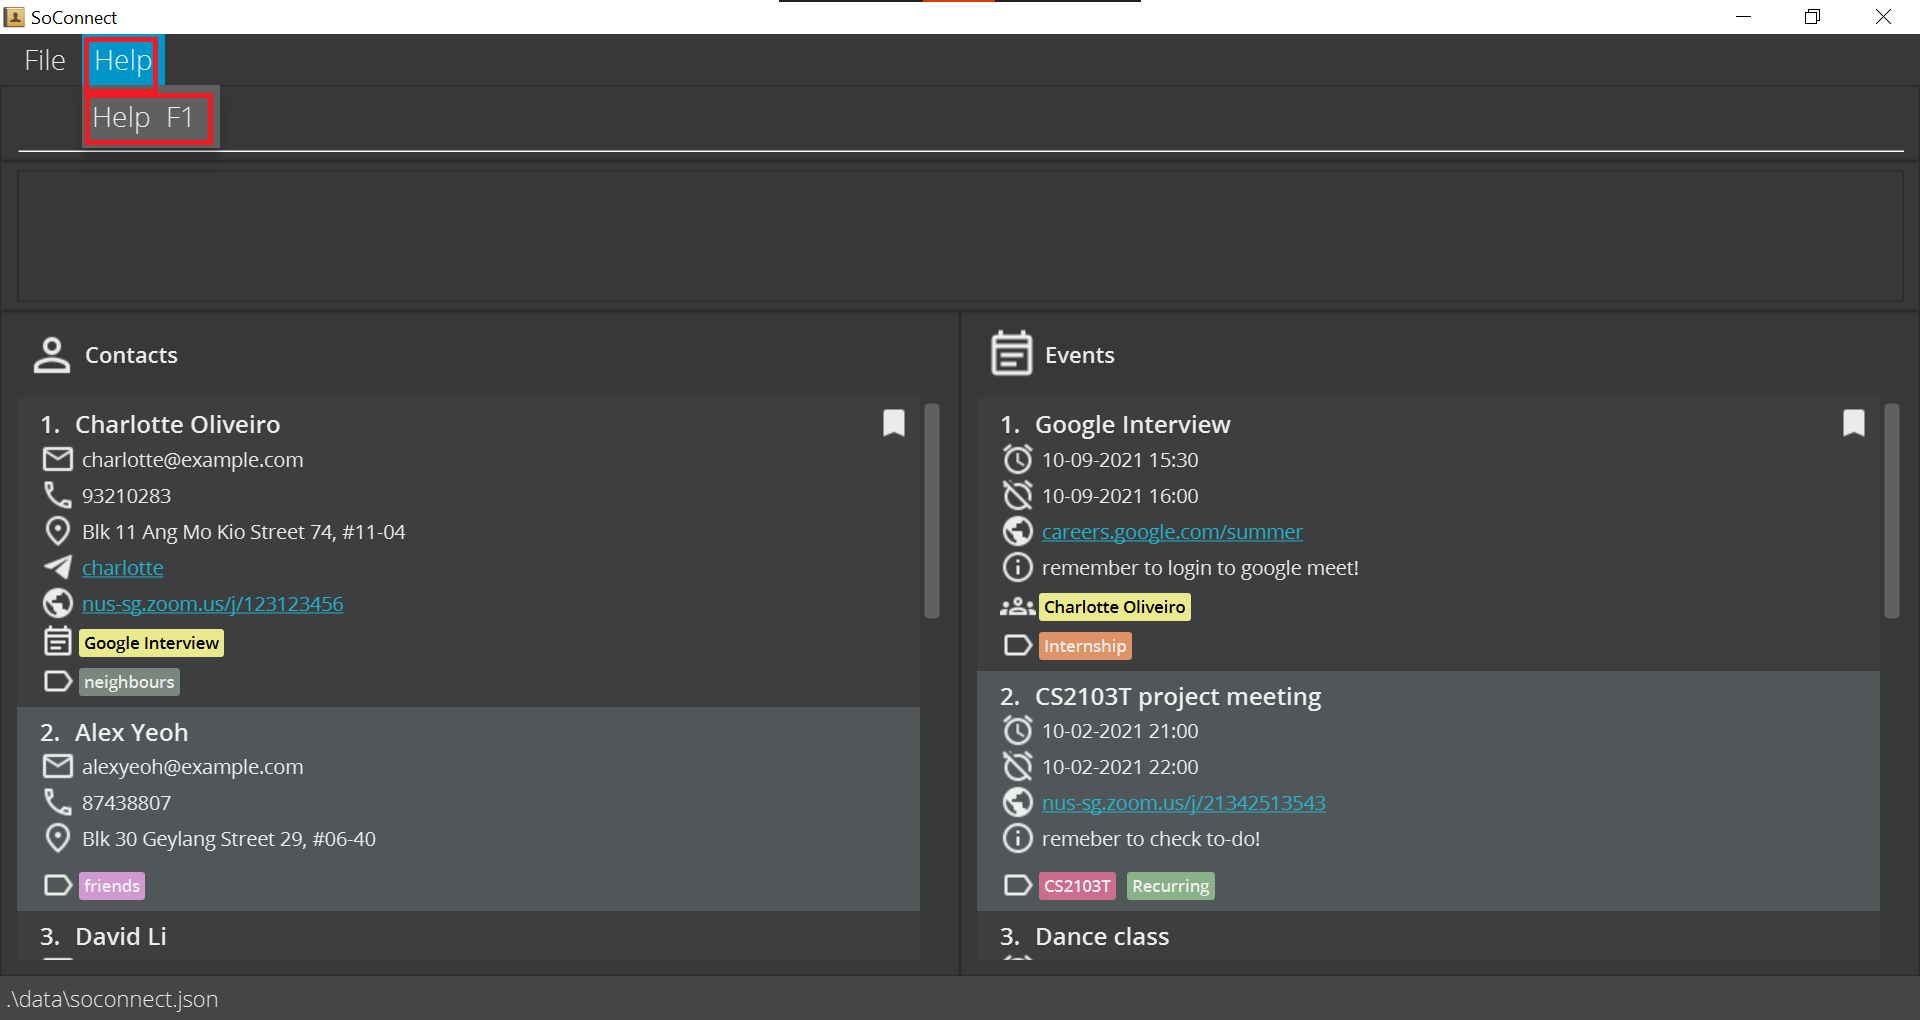 SoConnect
File Help
Help F1
Contacts
1. Charlotte Oliveiro
charlotte@example.com
93210283
Blk 11 Ang Mo Kio Street 74, #11-04
charlotte
nus-sg.zoom.us/j/123123456
Google Interview
neighbours
2. Alex Yeoh
alexyeoh@example.com
87438807
Blk 30 Geylang Street 29, #06-40
friends
3. David Li
Events
1. Google Interview
10-09-2021 15:30
10-09-2021 16:00
careers.google.com/summer
remember to login to google meet!
Charlotte Oliveiro
Internship
2. CS2103T project meeting
10-02-2021 21:00
10-02-2021 22:00
nus-sg.zoom.us/j/21342513543
remeber to check to-do!
CS2103T Recurring
3. Dance class
.\data\soconnect.json